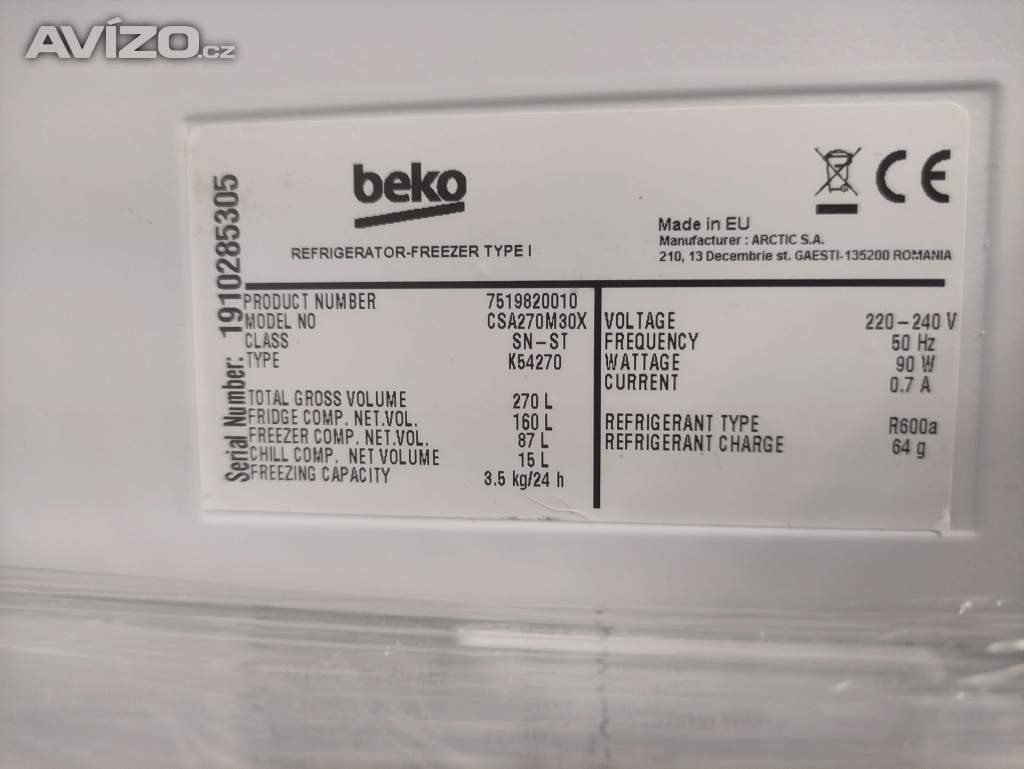 AVÍZO.cz
beko
REFRIGERATOR-FREEZER TYPE I
CE
Made in EU
Manufacturer : ARCTIC S.A.
210, 13 Decembrie st. GAESTI-135200 ROMANIA
Serial Number: 1910285305
PRODUCT NUMBER 7519820010
MODEL NO CSA270M30X
CLASS SN-ST
TYPE K54270
TOTAL GROSS VOLUME 270 L
FRIDGE COMP. NET.VOL. 160 L
FREEZER COMP. NET.VOL. 87 L
CHILL COMP. NET VOLUME 15 L
FREEZING CAPACITY 3.5 kg/24 h
VOLTAGE 220-240 V
FREQUENCY 50 Hz
WATTAGE 90 W
CURRENT 0.7 A
REFRIGERANT TYPE R600a
REFRIGERANT CHARGE 64 g